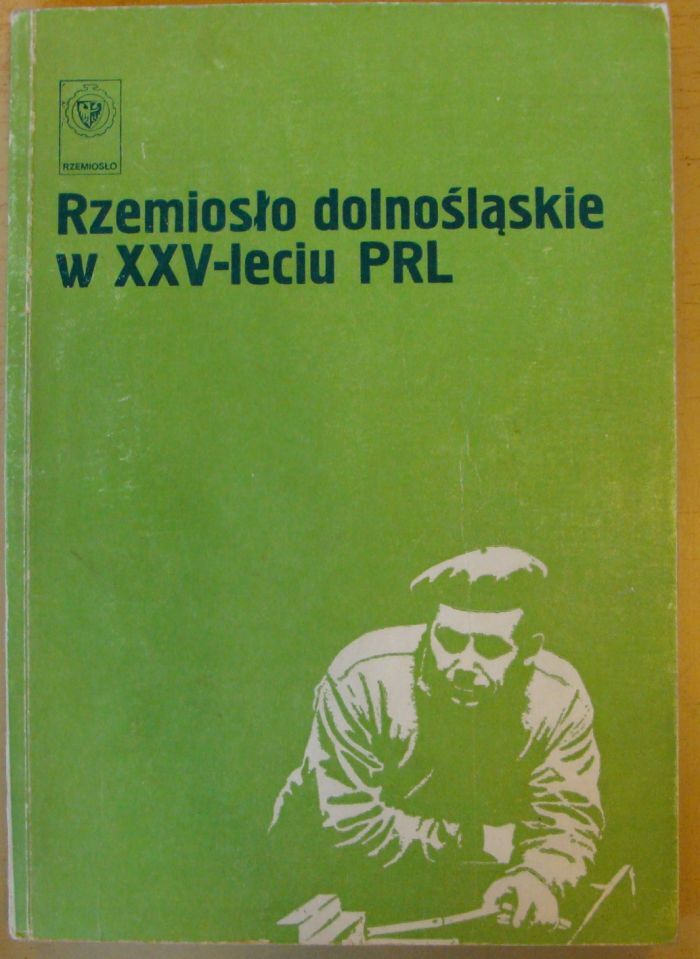 RZEMIOSŁO
Rzemiosło dolnośląskie
w XXV-leciu PRL